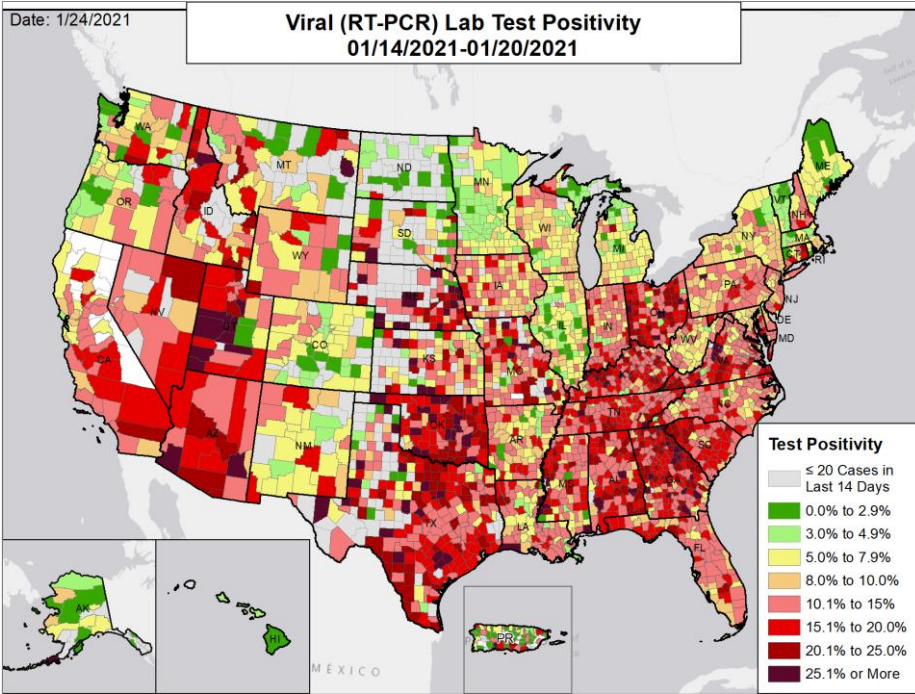 Date: 1/24/2021
Viral (RT-PCR) Lab Test Positivity
01/14/2021-01/20/2021
WA
MT
ND
MN
ME
OR
ID
SD
WI
MI
VT
NH
NY
MA
CT
RI
WY
IA
PA
NJ
NE
NV
UT
CO
IL
IN
OH
DE
MD
CA
KS
MO
WV
VA
KY
AZ
NM
OK
AR
TN
NC
SC
TX
LA
MS
AL
GA
FL
AK
HI
PR
MÉXICO
Test Positivity
≤ 20 Cases in
Last 14 Days
0.0% to 2.9%
3.0% to 4.9%
5.0% to 7.9%
8.0% to 10.0%
10.1% to 15%
15.1% to 20.0%
20.1% to 25.0%
25.1% or More